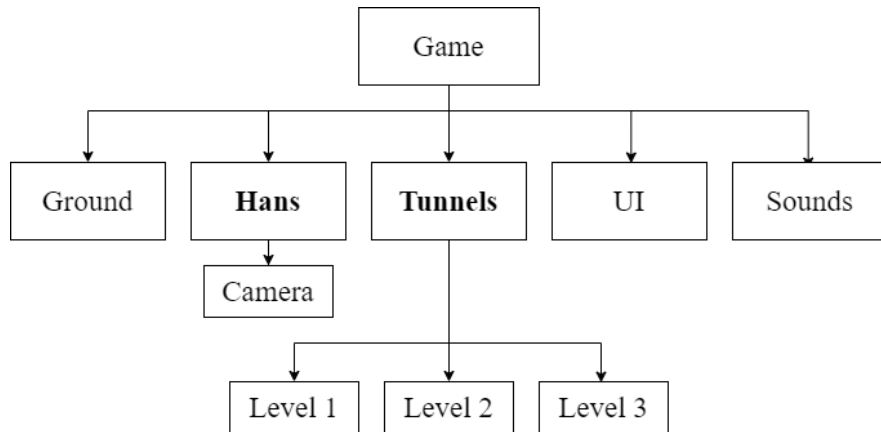 Game
Ground
Hans
Tunnels
UI
Sounds
Camera
Level 1
Level 2
Level 3